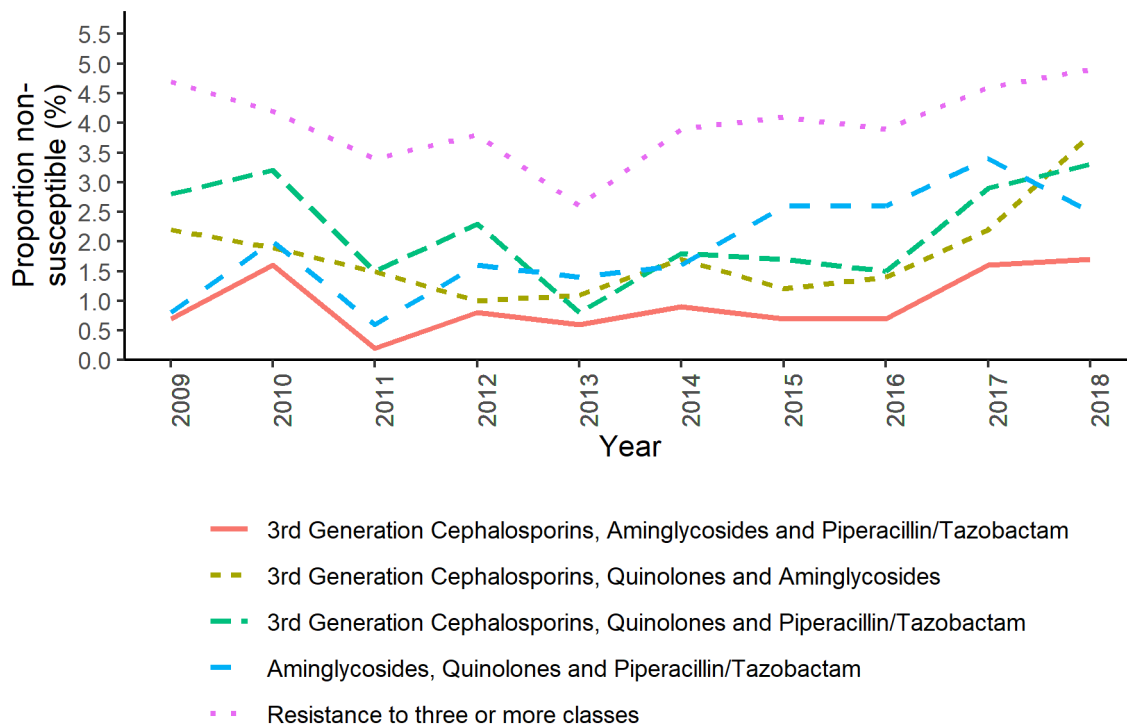 Proportion non-
susceptible (%)
5.5
5.0
4.5
4.0
3.5
3.0
2.5
2.0
1.5
1.0
0.5
0.0
2009
2010
2011
2012
2013
2014
2015
2016
2017
2018
Year
3rd Generation Cephalosporins, Aminglycosides and Piperacillin/Tazobactam
3rd Generation Cephalosporins, Quinolones and Aminglycosides
3rd Generation Cephalosporins, Quinolones and Piperacillin/Tazobactam
Aminglycosides, Quinolones and Piperacillin/Tazobactam
Resistance to three or more classes